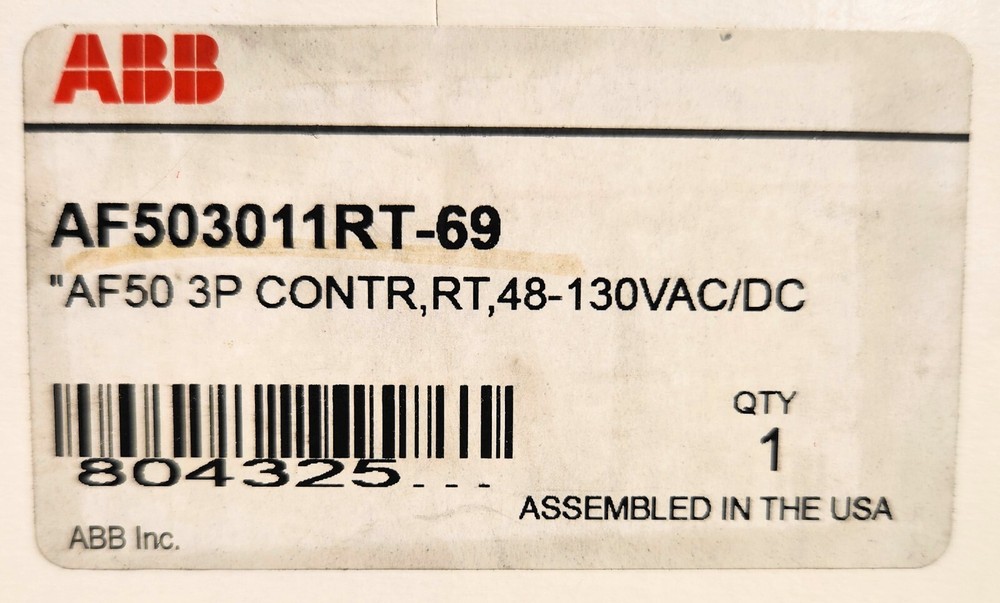 ABB
AF503011RT-69
"AF50 3P CONTR,RT,48-130VAC/DC
QTY
1
804325...
ASSEMBLED IN THE USA
ABB Inc.